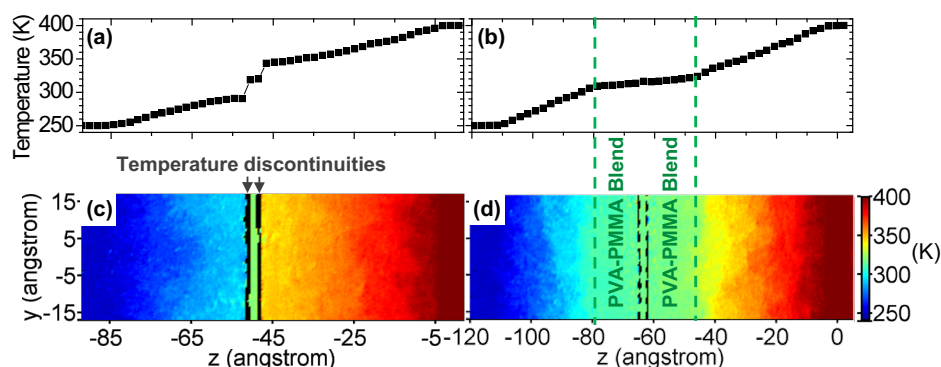 (a)
(b)
Temperature (K)
400
350
300
250
Temperature discontinuities
(c)
(d)
PVA-PMMA Blend
PVA-PMMA Blend
y (angstrom)
15
5
-5
-15
400
350
300
250
(K)
-85 -65 -45 -25 -5 -120 -100 -80 -60 -40 -20 0
z (angstrom) z (angstrom)